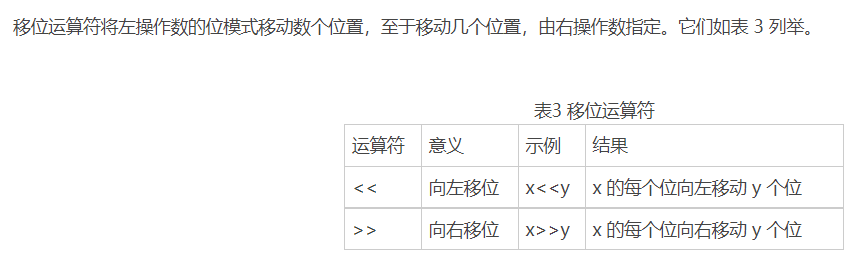 移位运算符将左操作数的位模式移动数个位置，至于移动几个位置，由右操作数指定。它们如表 3 列举。
表3 移位运算符
运算符 意义 示例 结果
<< 向左移位 x<<y x 的每个位向左移动 y 个位
>> 向右移位 x>>y x 的每个位向右移动 y 个位